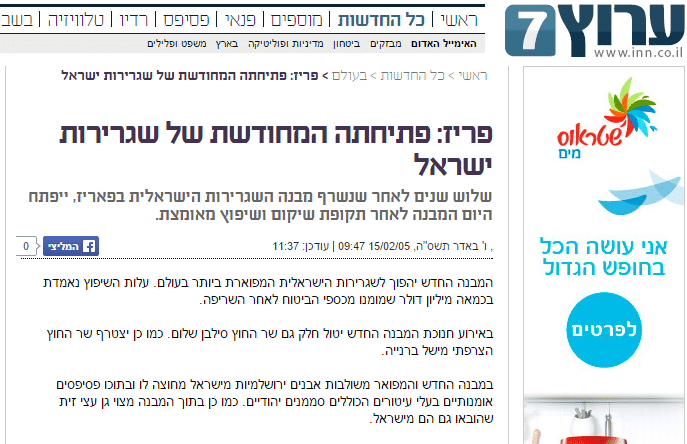 ראשי | כל החדשות | מוספים | פנאי | פסיפס | רדיו | טלוויזיה | בשב
האימייל האדום מבזקים ביטחון מדיניות ופוליטיקה בארץ משפט ופלילים
ערוץ 7
www.inn.co.il
ראשי > כל החדשות > בעולם > פריז: פתיחתה המחודשת של שגרירות ישראל
פריז: פתיחתה המחודשת של שגרירות
ישראל
שלוש שנים לאחר שנשרף מבנה השגרירות הישראלית בפאריז, ייפתח
היום המבנה לאחר תקופת שיקום ושיפוץ מאומצת.
, ו' באדר תשס"ה, 15/02/05 09:47 | עודכן: 11:37
המליצי
0
המבנה החדש יהפוך לשגרירות הישראלית המפוארת ביותר בעולם. עלות השיפוץ נאמדת
בכמאה מיליון דולר שמומנו מכספי הביטוח לאחר השריפה.
באירוע חנוכת המבנה החדש יטול חלק גם שר החוץ סילבן שלום. כמו כן יצטרף שר החוץ
הצרפתי מישל ברנייה.
במבנה החדש והמפואר משולבות אבנים ירושלמיות מישראל מחוצה לו ובתוכו פסיפסים
אומנותיים בעלי עיטורים הכוללים סממנים יהודיים. כמו כן בתוך המבנה מצוי גן עצי זית
שהובאו גם הם מישראל.
שטראוס
מים
אני עושה הכל
בחופש הגדול
לפרטים